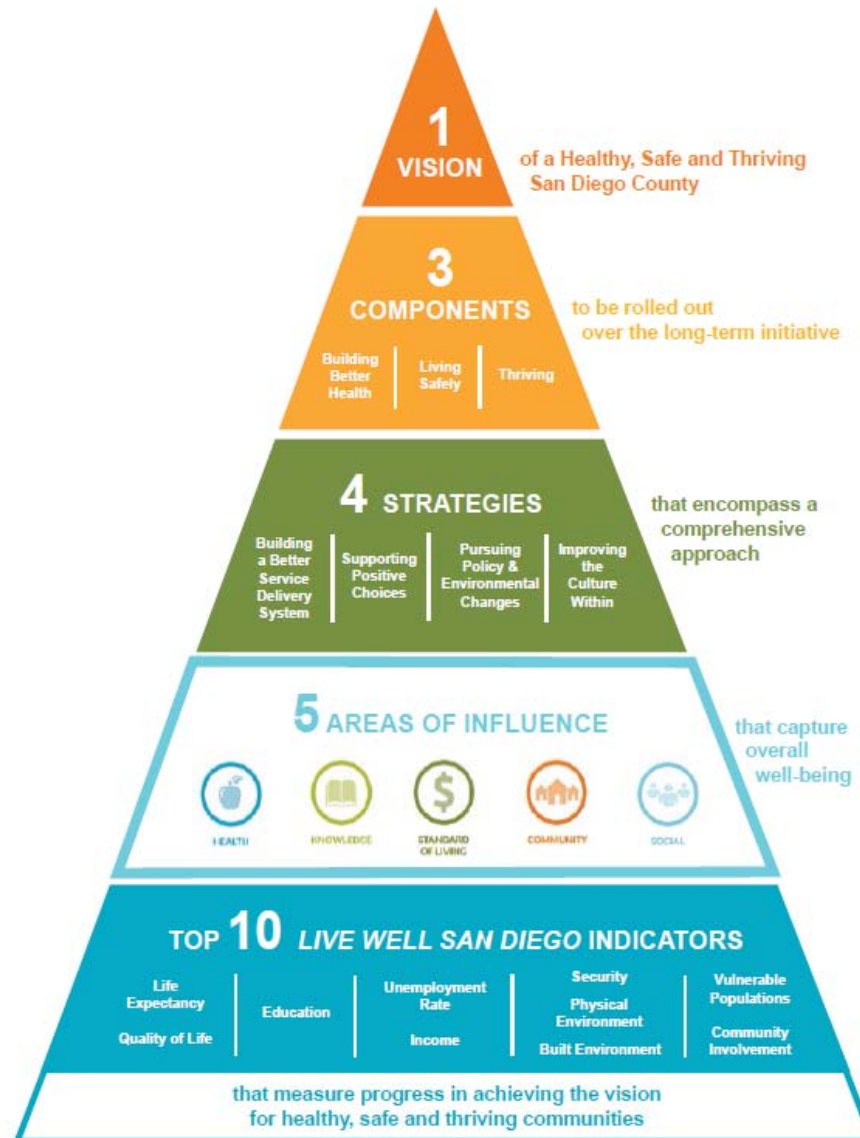 1
VISION
of a Healthy, Safe and Thriving
San Diego County
3
COMPONENTS
to be rolled out
over the long-term initiative
Building
Better
Health
Living
Safely
Thriving
4 STRATEGIES
that encompass a
comprehensive
approach
Building
a Better
Service
Delivery
System
Supporting
Positive
Choices
Pursuing
Policy &
Environmental
Changes
Improving
the
Culture
Within
5 AREAS OF INFLUENCE
that capture
overall
well-being
HEALTH
KNOWLEDGE
$
STANDARD
OF LIVING
COMMUNITY
SOCIAL
TOP 10 LIVE WELL SAN DIEGO INDICATORS
Life
Expectancy
Quality of Life
Education
Unemployment
Rate
Income
Security
Physical
Environment
Built Environment
Vulnerable
Populations
Community
Involvement
that measure progress in achieving the vision
for healthy, safe and thriving communities